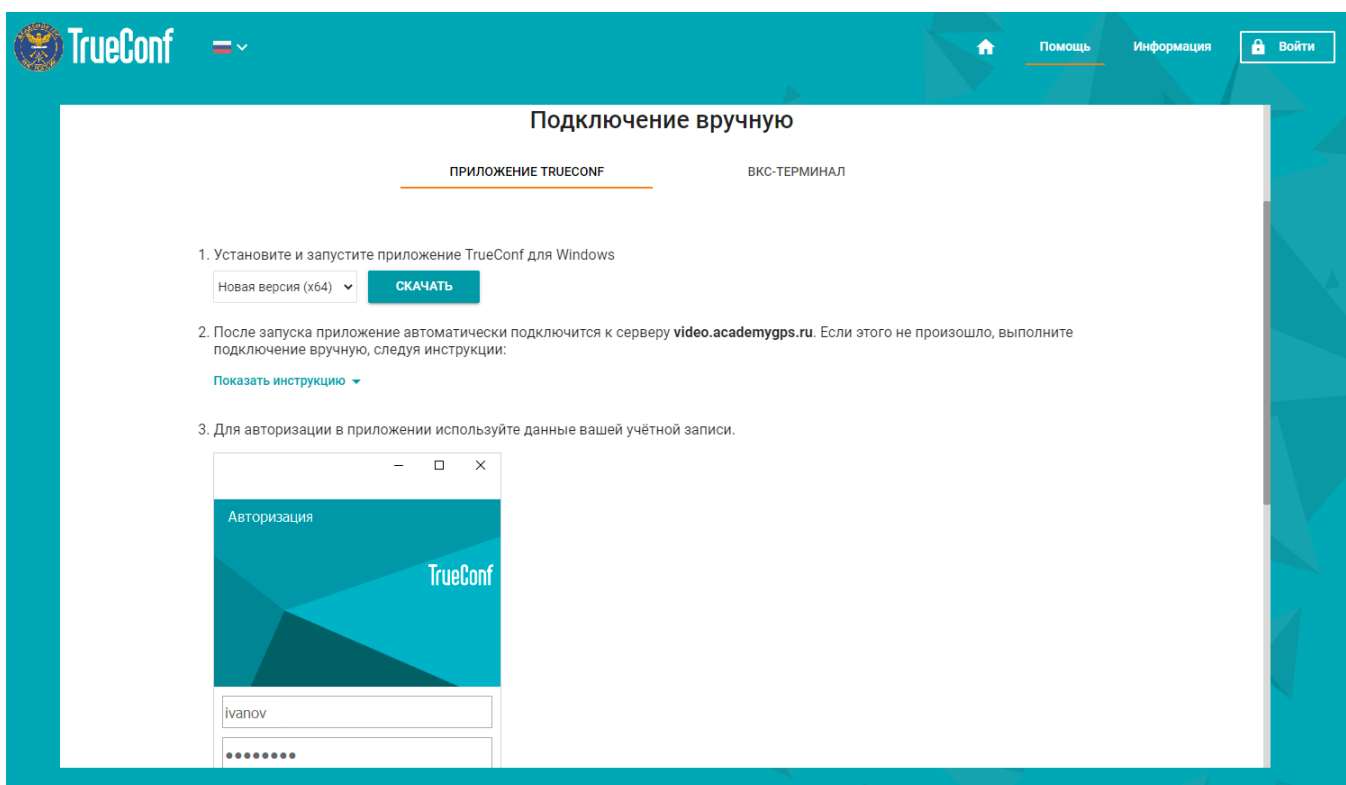 TrueConf
Помощь
Информация
Войти
Подключение вручную
ПРИЛОЖЕНИЕ TRUECONF
ВКС-ТЕРМИНАЛ
1. Установите и запустите приложение TrueConf для Windows
Новая версия (x64)
СКАЧАТЬ
2. После запуска приложение автоматически подключится к серверу video.academygps.ru. Если этого не произошло, выполните
подключение вручную, следуя инструкции:
Показать инструкцию
3. Для авторизации в приложении используйте данные вашей учётной записи.
Авторизация
TrueConf
ivanov